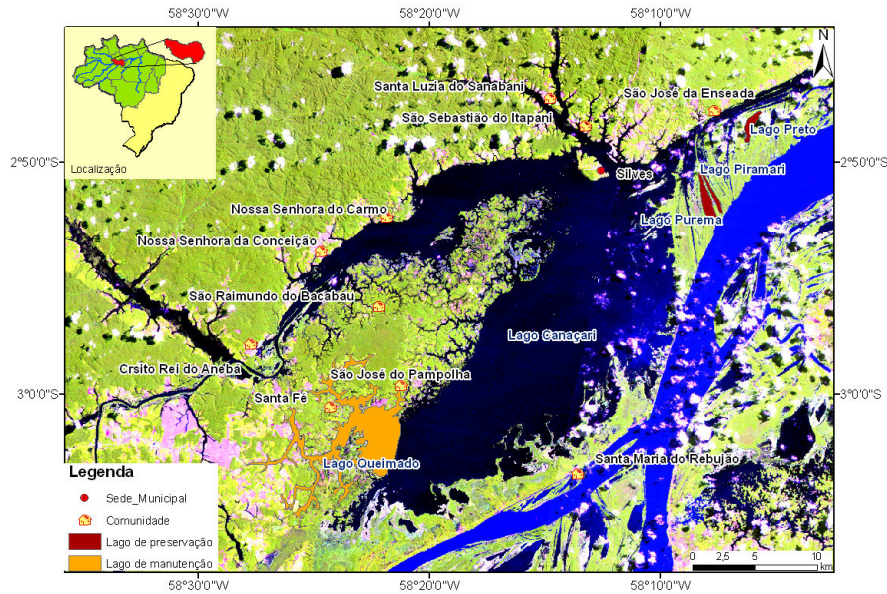 58°30'0"W
58°20'0"W
58°10'0"W
N
Santa Luzia do Sanabani
São José da Enseada
São Sebastião do Itapani
Lago Preto
2°50'0"S
2°50'0"S
Localização
Lago Piramari
Silves
Nossa Senhora do Carmo
Lago Purema
Nossa Senhora da Conceição
São Raimundo do Bacabau
Lago Canaçari
Crsito Rei do Anebá
São José do Pampolha
3°0'0"S
3°0'0"S
Santa Fé
Lago Queimado
Santa Maria do Rebujão
Legenda
Sede_Municipal
Comunidade
Lago de preservação
Lago de manutenção
0 2,5 5 10
km
58°30'0"W
58°20'0"W
58°10'0"W